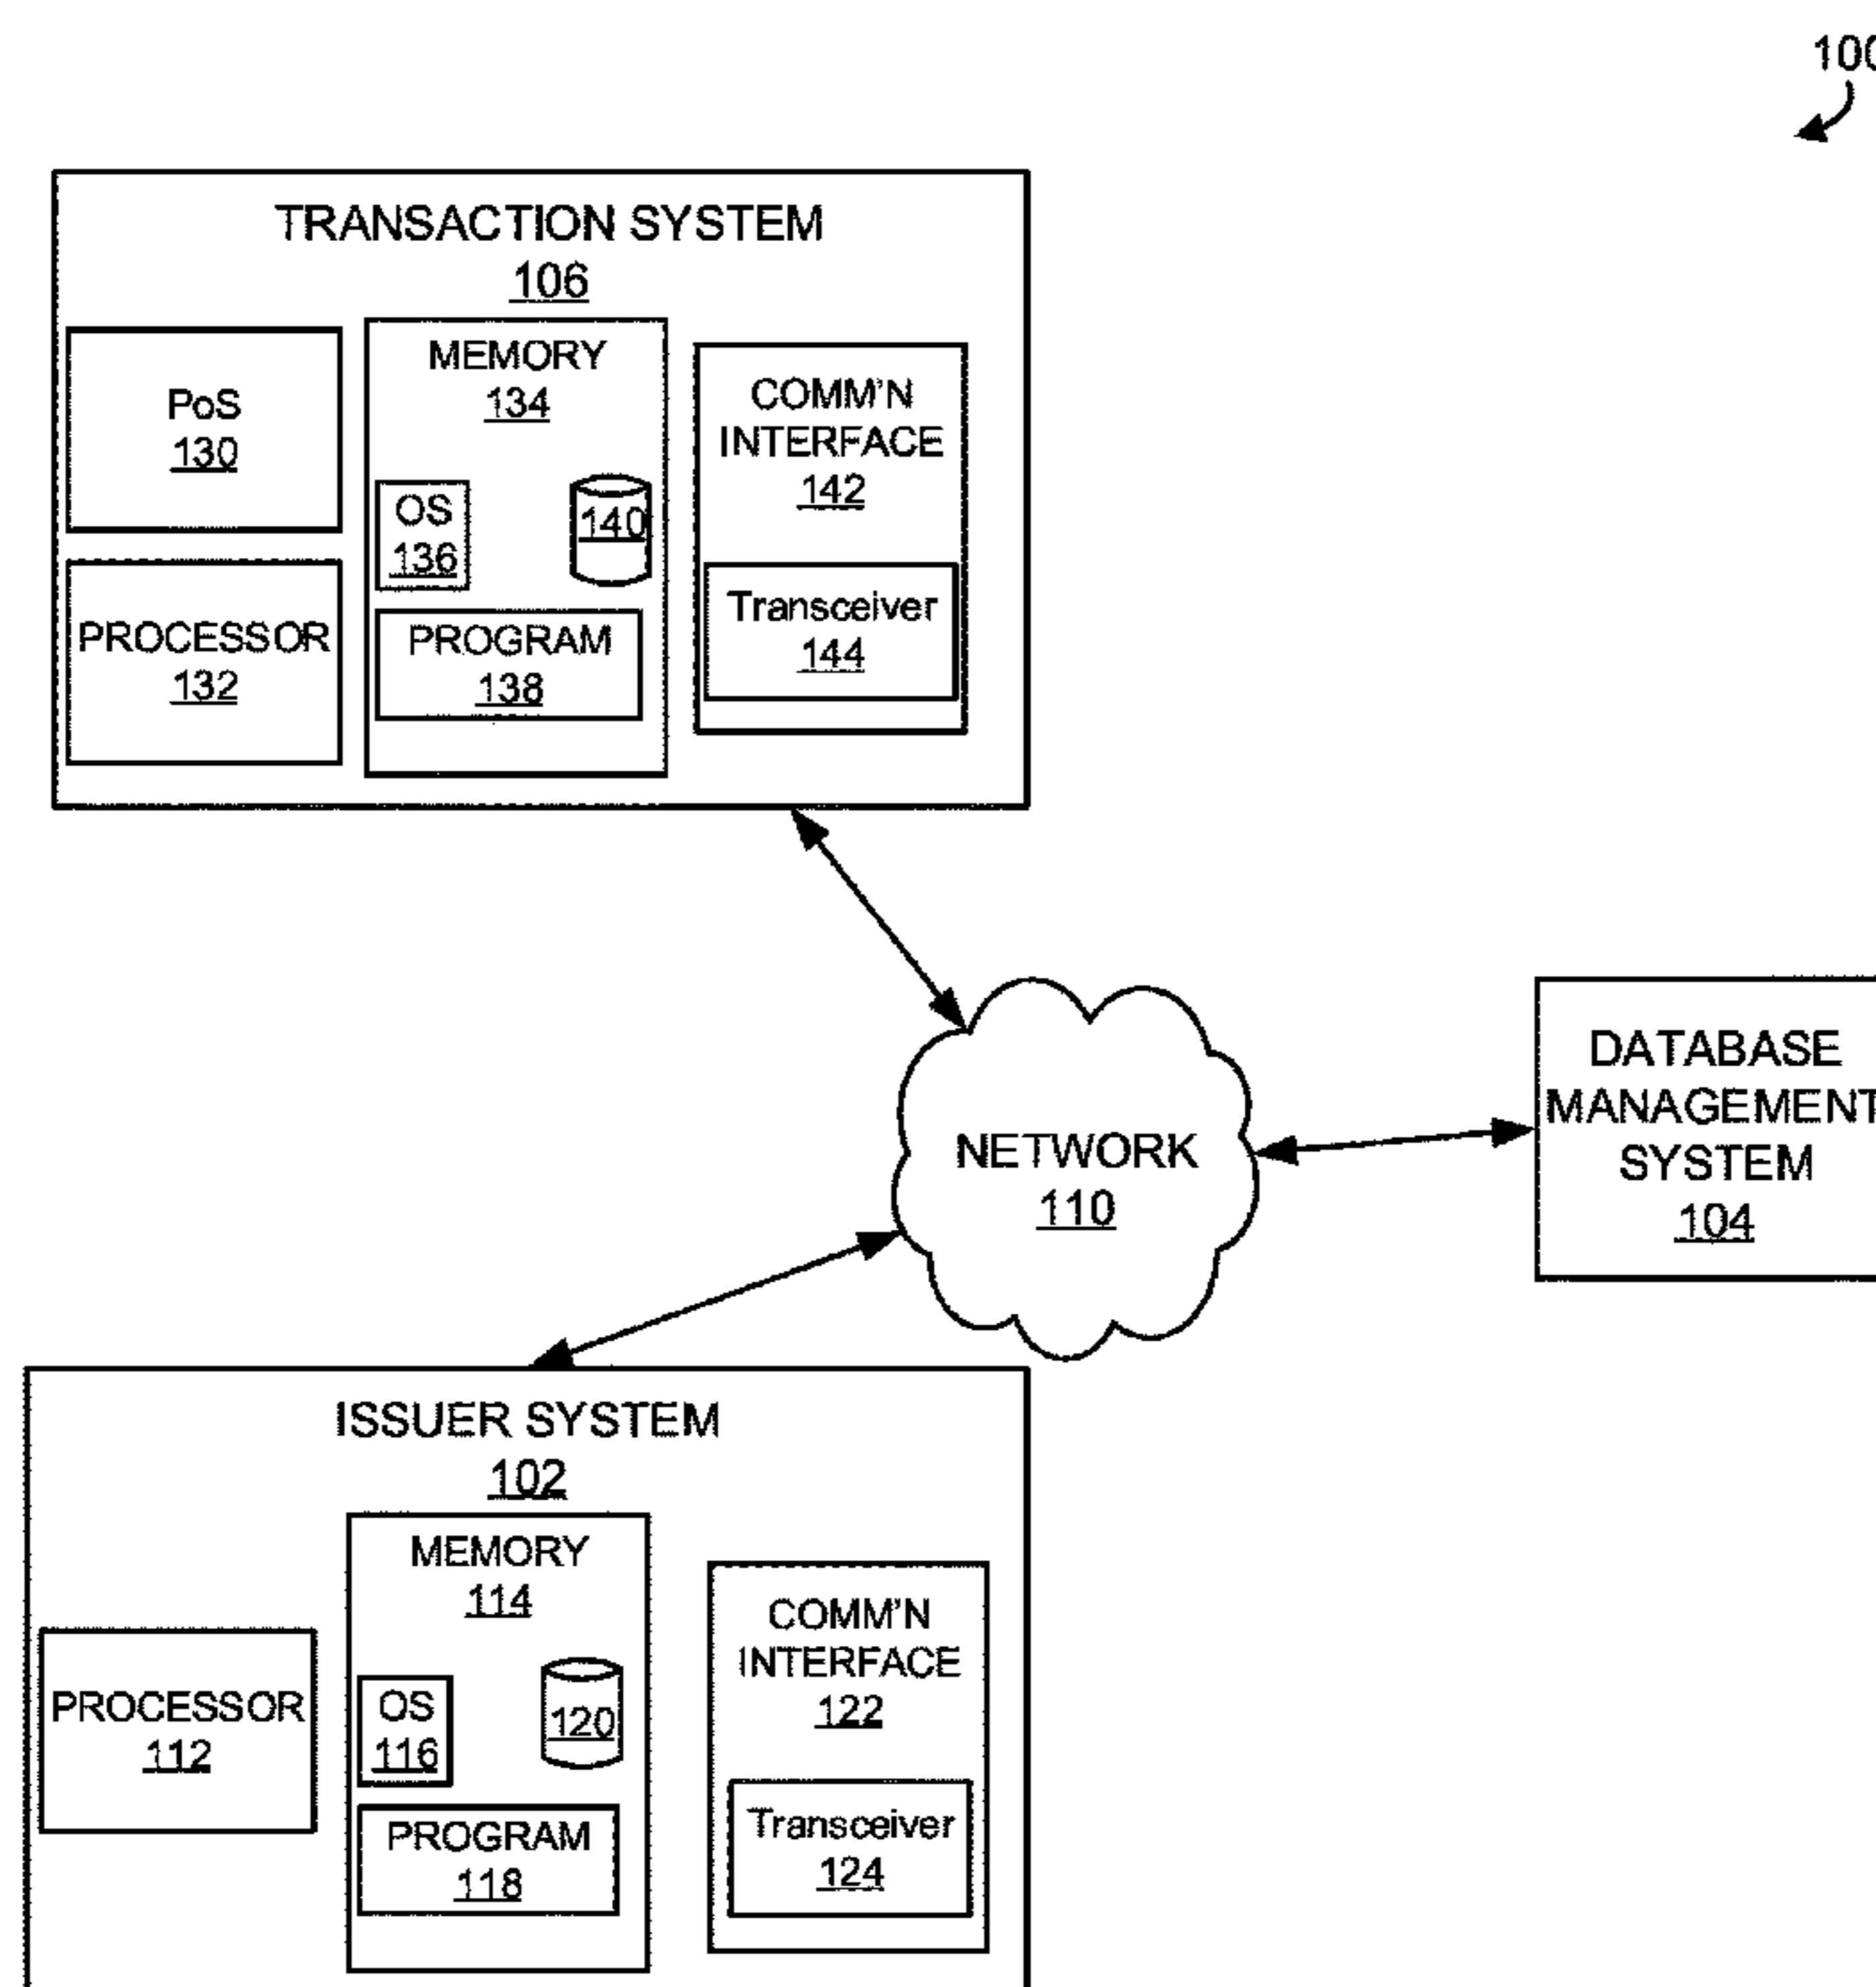 100
TRANSACTION SYSTEM
106
PoS
130
PROCESSOR
132
MEMORY
134
OS
136
140
PROGRAM
138
COMM'N
INTERFACE
142
Transceiver
144
NETWORK
110
DATABASE
MANAGEMENT
SYSTEM
104
ISSUER SYSTEM
102
PROCESSOR
112
MEMORY
114
OS
116
120
PROGRAM
118
COMM'N
INTERFACE
122
Transceiver
124